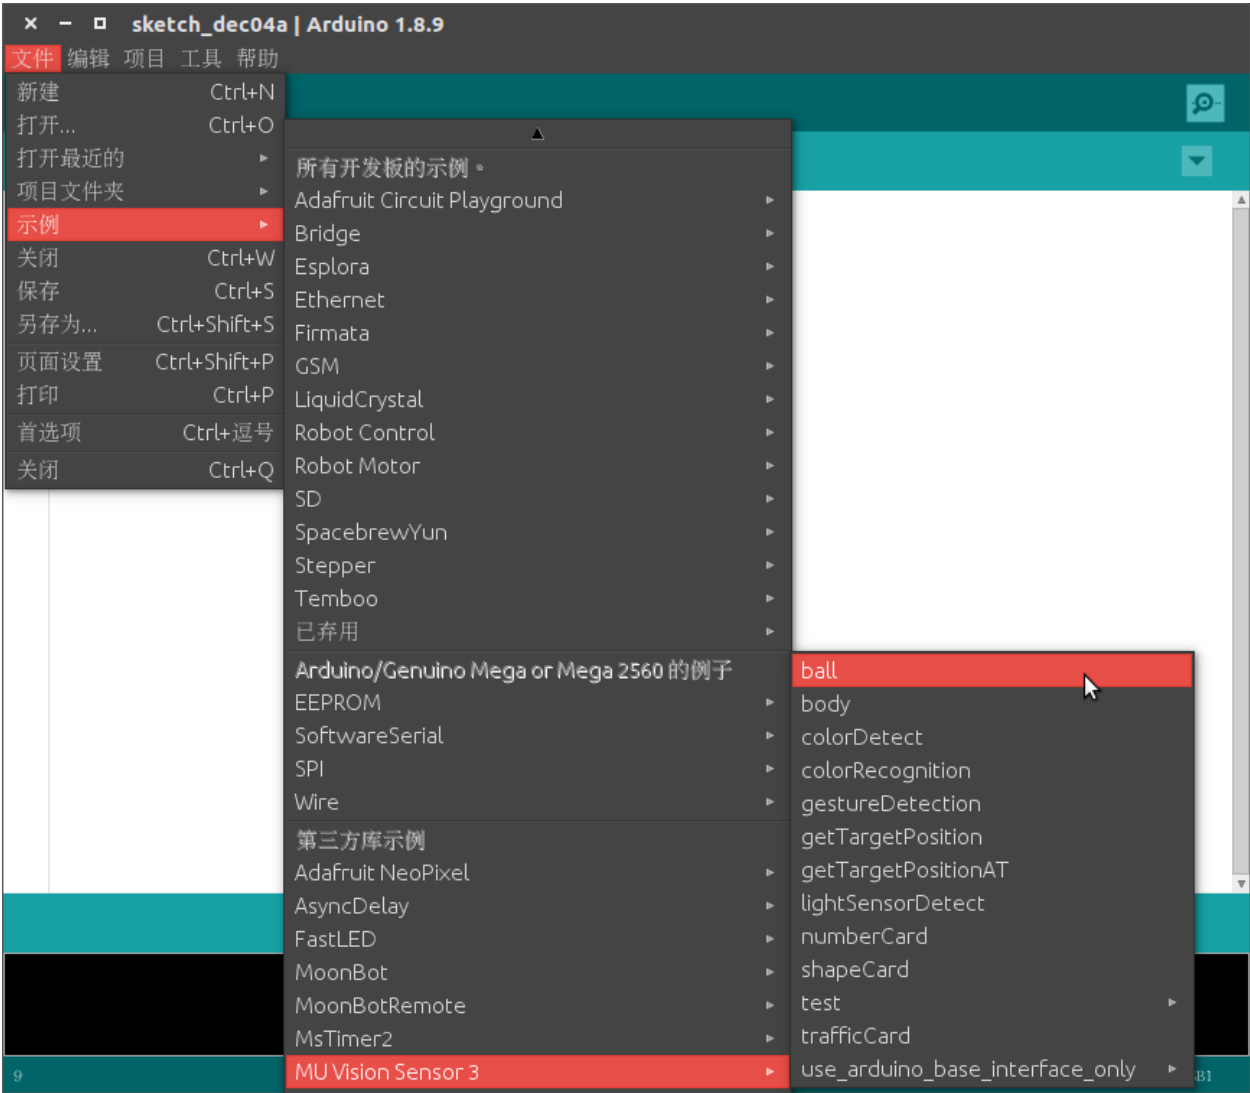 sketch_dec04a | Arduino 1.8.9
文件 编辑 项目 工具 帮助
新建 Ctrl+N
打开... Ctrl+O
打开最近的
项目文件夹
示例
关闭 Ctrl+W
保存 Ctrl+S
另存为... Ctrl+Shift+S
页面设置 Ctrl+Shift+P
打印 Ctrl+P
首选项 Ctrl+逗号
关闭 Ctrl+Q
所有开发板的示例。
Adafruit Circuit Playground
Bridge
Esplora
Ethernet
Firmata
GSM
LiquidCrystal
Robot Control
Robot Motor
SD
SpacebrewYun
Stepper
Temboo
已弃用
Arduino/Genuino Mega or Mega 2560 的例子
EEPROM
SoftwareSerial
SPI
Wire
第三方库示例
Adafruit NeoPixel
AsyncDelay
FastLED
MoonBot
MoonBotRemote
MsTimer2
MU Vision Sensor 3
ball
body
colorDetect
colorRecognition
gestureDetection
getTargetPosition
getTargetPositionAT
lightSensorDetect
numberCard
shapeCard
test
trafficCard
use_arduino_base_interface_only
9